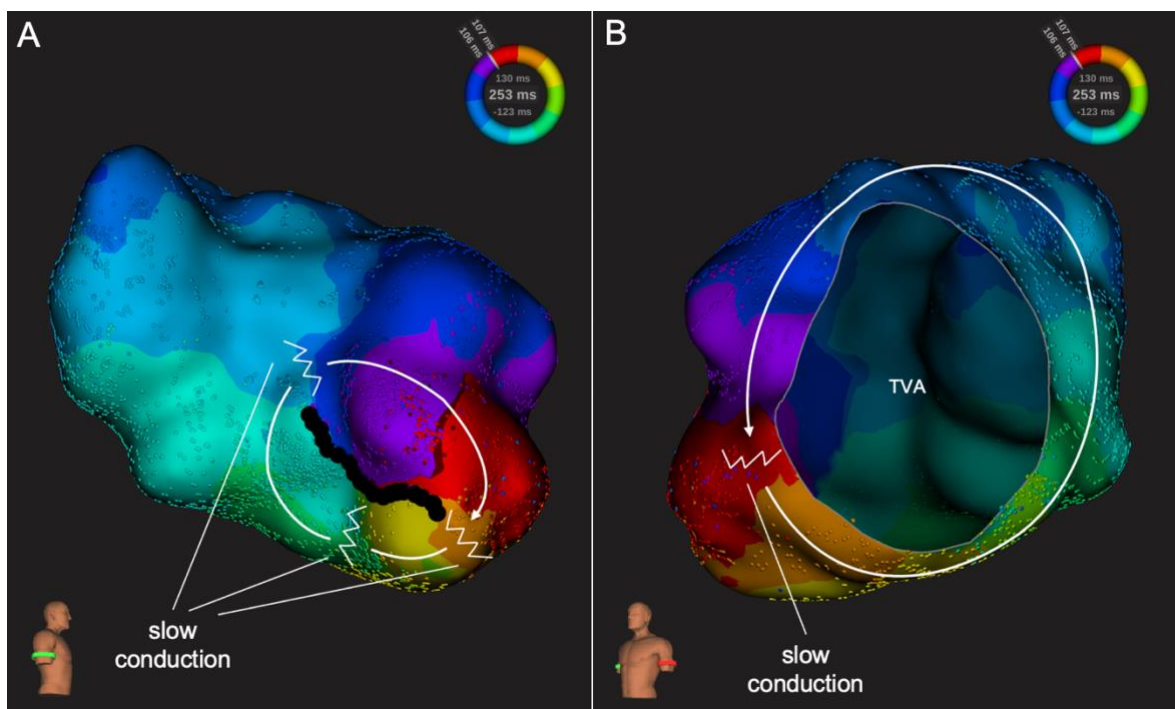 A
107 ms
106 ms
130 ms
253 ms
-123 ms
slow
conduction
B
107 ms
106 ms
130 ms
253 ms
-123 ms
TVA
slow
conduction